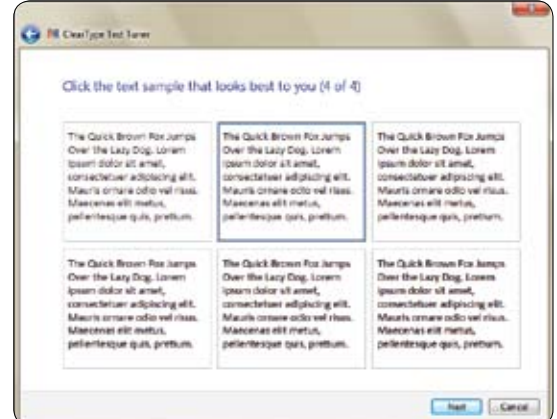 ClearType Text Tuner
Click the text sample that looks best to you (4 of 4)
The Quick Brown Fox Jumps
Over the Lazy Dog. Lorem
ipsum dolor sit amet,
consectetuer adipiscing elit.
Mauris ornare odio vel risus.
Maecenas elit metus,
pellentesque quis, pretium.
The Quick Brown Fox Jumps
Over the Lazy Dog. Lorem
ipsum dolor sit amet,
consectetuer adipiscing elit.
Mauris ornare odio vel risus.
Maecenas elit metus,
pellentesque quis, pretium.
The Quick Brown Fox Jumps
Over the Lazy Dog. Lorem
ipsum dolor sit amet,
consectetuer adipiscing elit.
Mauris ornare odio vel risus.
Maecenas elit metus,
pellentesque quis, pretium.
The Quick Brown Fox Jumps
Over the Lazy Dog. Lorem
ipsum dolor sit amet,
consectetuer adipiscing elit.
Mauris ornare odio vel risus.
Maecenas elit metus,
pellentesque quis, pretium.
The Quick Brown Fox Jumps
Over the Lazy Dog. Lorem
ipsum dolor sit amet,
consectetuer adipiscing elit.
Mauris ornare odio vel risus.
Maecenas elit metus,
pellentesque quis, pretium.
The Quick Brown Fox Jumps
Over the Lazy Dog. Lorem
ipsum dolor sit amet,
consectetuer adipiscing elit.
Mauris ornare odio vel risus.
Maecenas elit metus,
pellentesque quis, pretium.
Next Cancel